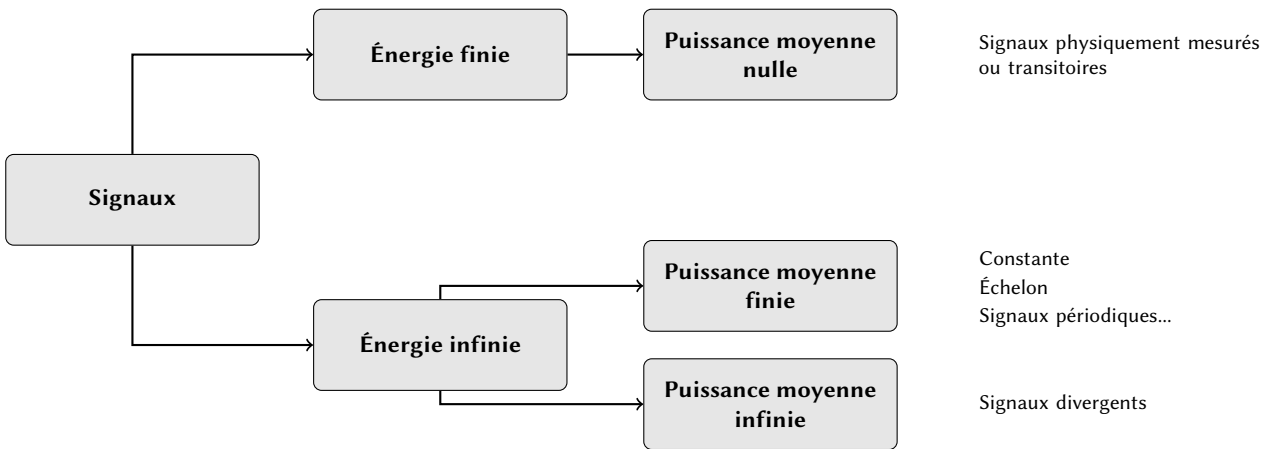 Énergie finie
Puissance moyenne
nulle
Signaux physiquement mesurés
ou transitoires
Signaux
Énergie infinie
Puissance moyenne
finie
Constante
Échelon
Signaux périodiques...
Puissance moyenne
infinie
Signaux divergents